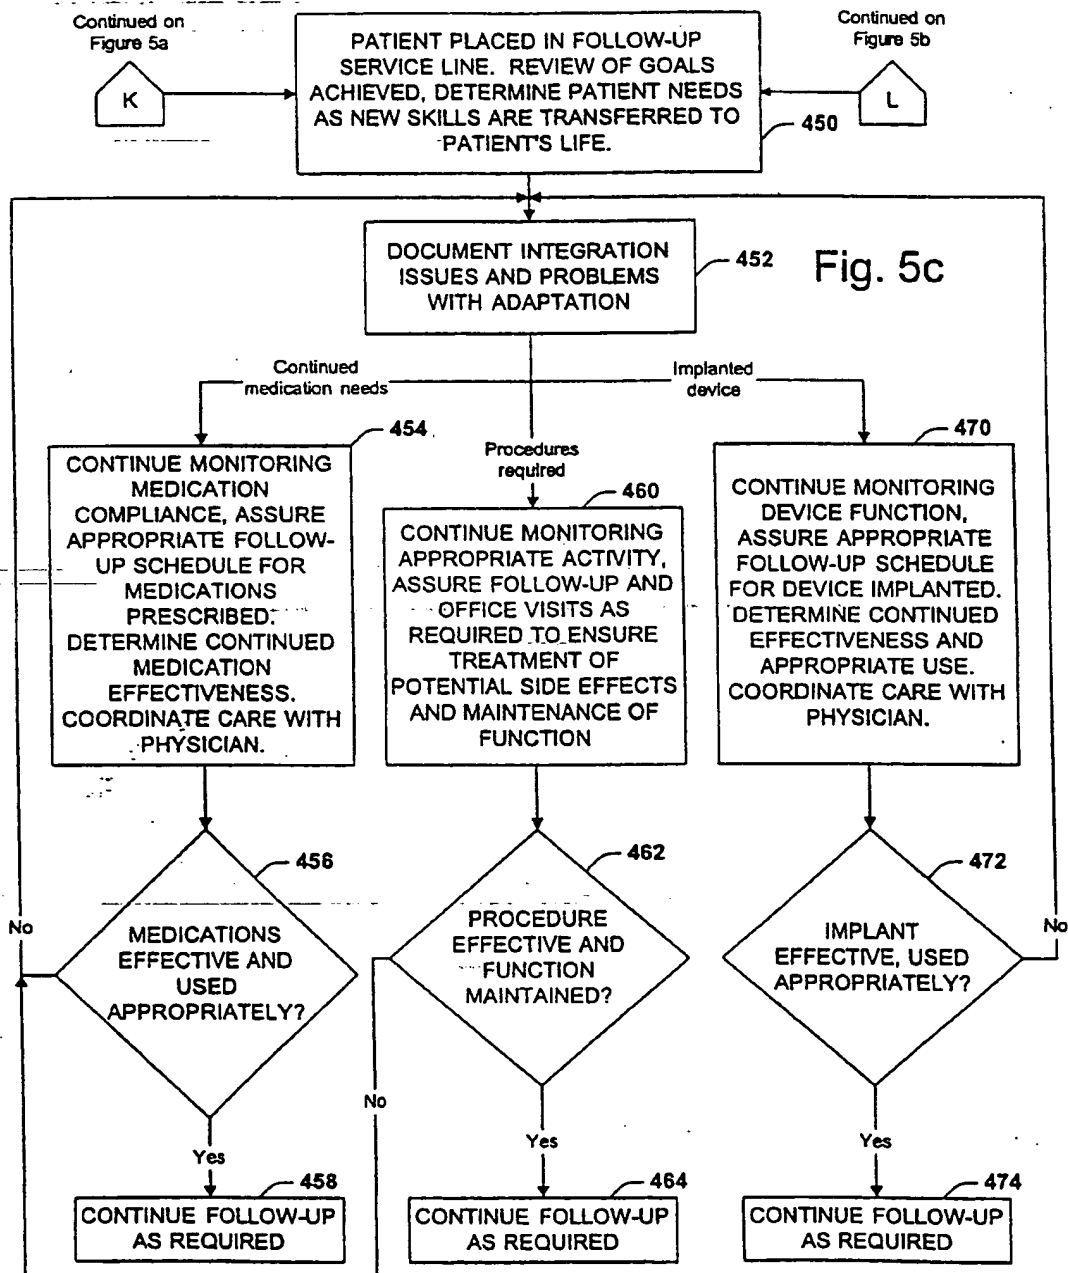 Continued on
Figure 5a
K
PATIENT PLACED IN FOLLOW-UP
SERVICE LINE. REVIEW OF GOALS
ACHIEVED, DETERMINE PATIENT NEEDS
AS NEW SKILLS ARE TRANSFERRED TO
PATIENT'S LIFE.
450
Continued on
Figure 5b
L
DOCUMENT INTEGRATION
ISSUES AND PROBLEMS
WITH ADAPTATION
452
Fig. 5c
Continued
medication needs
Implanted
device
Procedures
required
454
CONTINUE MONITORING
MEDICATION
COMPLIANCE, ASSURE
APPROPRIATE FOLLOW-
UP SCHEDULE FOR
MEDICATIONS
PRESCRIBED.
DETERMINE CONTINUED
MEDICATION
EFFECTIVENESS.
COORDINATE CARE WITH
PHYSICIAN.
460
CONTINUE MONITORING
APPROPRIATE ACTIVITY,
ASSURE FOLLOW-UP AND
OFFICE VISITS AS
REQUIRED TO ENSURE
TREATMENT OF
POTENTIAL SIDE EFFECTS
AND MAINTENANCE OF
FUNCTION
470
CONTINUE MONITORING
DEVICE FUNCTION,
ASSURE APPROPRIATE
FOLLOW-UP SCHEDULE
FOR DEVICE IMPLANTED.
DETERMINE CONTINUED
EFFECTIVENESS AND
APPROPRIATE USE.
COORDINATE CARE WITH
PHYSICIAN.
456
MEDICATIONS
EFFECTIVE AND
USED
APPROPRIATELY?
No
Yes
458
CONTINUE FOLLOW-UP
AS REQUIRED
462
PROCEDURE
EFFECTIVE AND
FUNCTION
MAINTAINED?
No
Yes
464
CONTINUE FOLLOW-UP
AS REQUIRED
472
IMPLANT
EFFECTIVE, USED
APPROPRIATELY?
No
Yes
474
CONTINUE FOLLOW-UP
AS REQUIRED